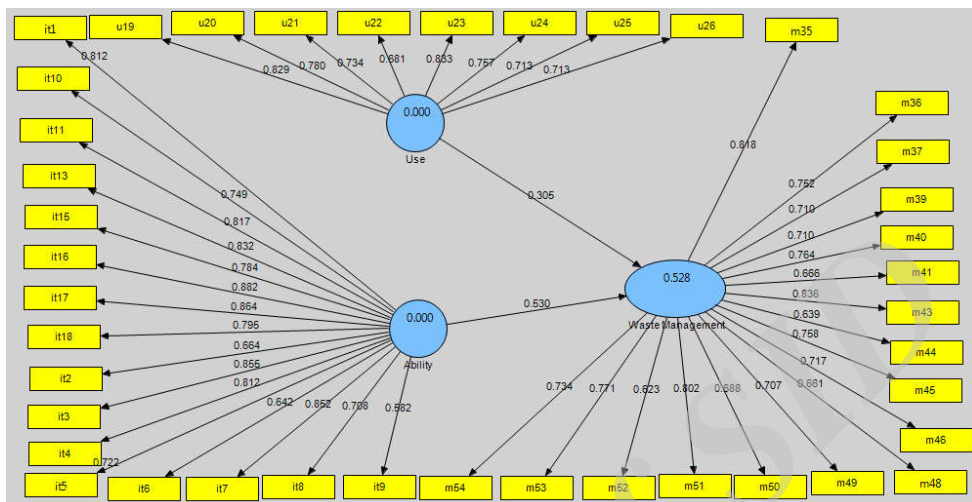 it1
u19
u20
u21
u22
u23
u24
u25
u26
m35
0.812
0.829
0.780
0.734
0.681
0.833
0.757
0.713
0.713
it10
it11
it13
it15
it16
it17
it18
it2
it3
it4
it5
it6
it7
it8
it9
0.749
0.817
0.832
0.784
0.882
0.864
0.795
0.664
0.855
0.812
0.642
0.852
0.708
0.582
0.722
0.000
Use
0.000
Ability
0.305
0.530
0.528
Waste Management
0.818
0.752
0.710
0.710
0.764
0.666
0.836
0.639
0.758
0.717
0.661
0.707
0.688
0.802
0.623
0.771
0.734
m36
m37
m39
m40
m41
m43
m44
m45
m46
m48
m49
m50
m51
m52
m53
m54